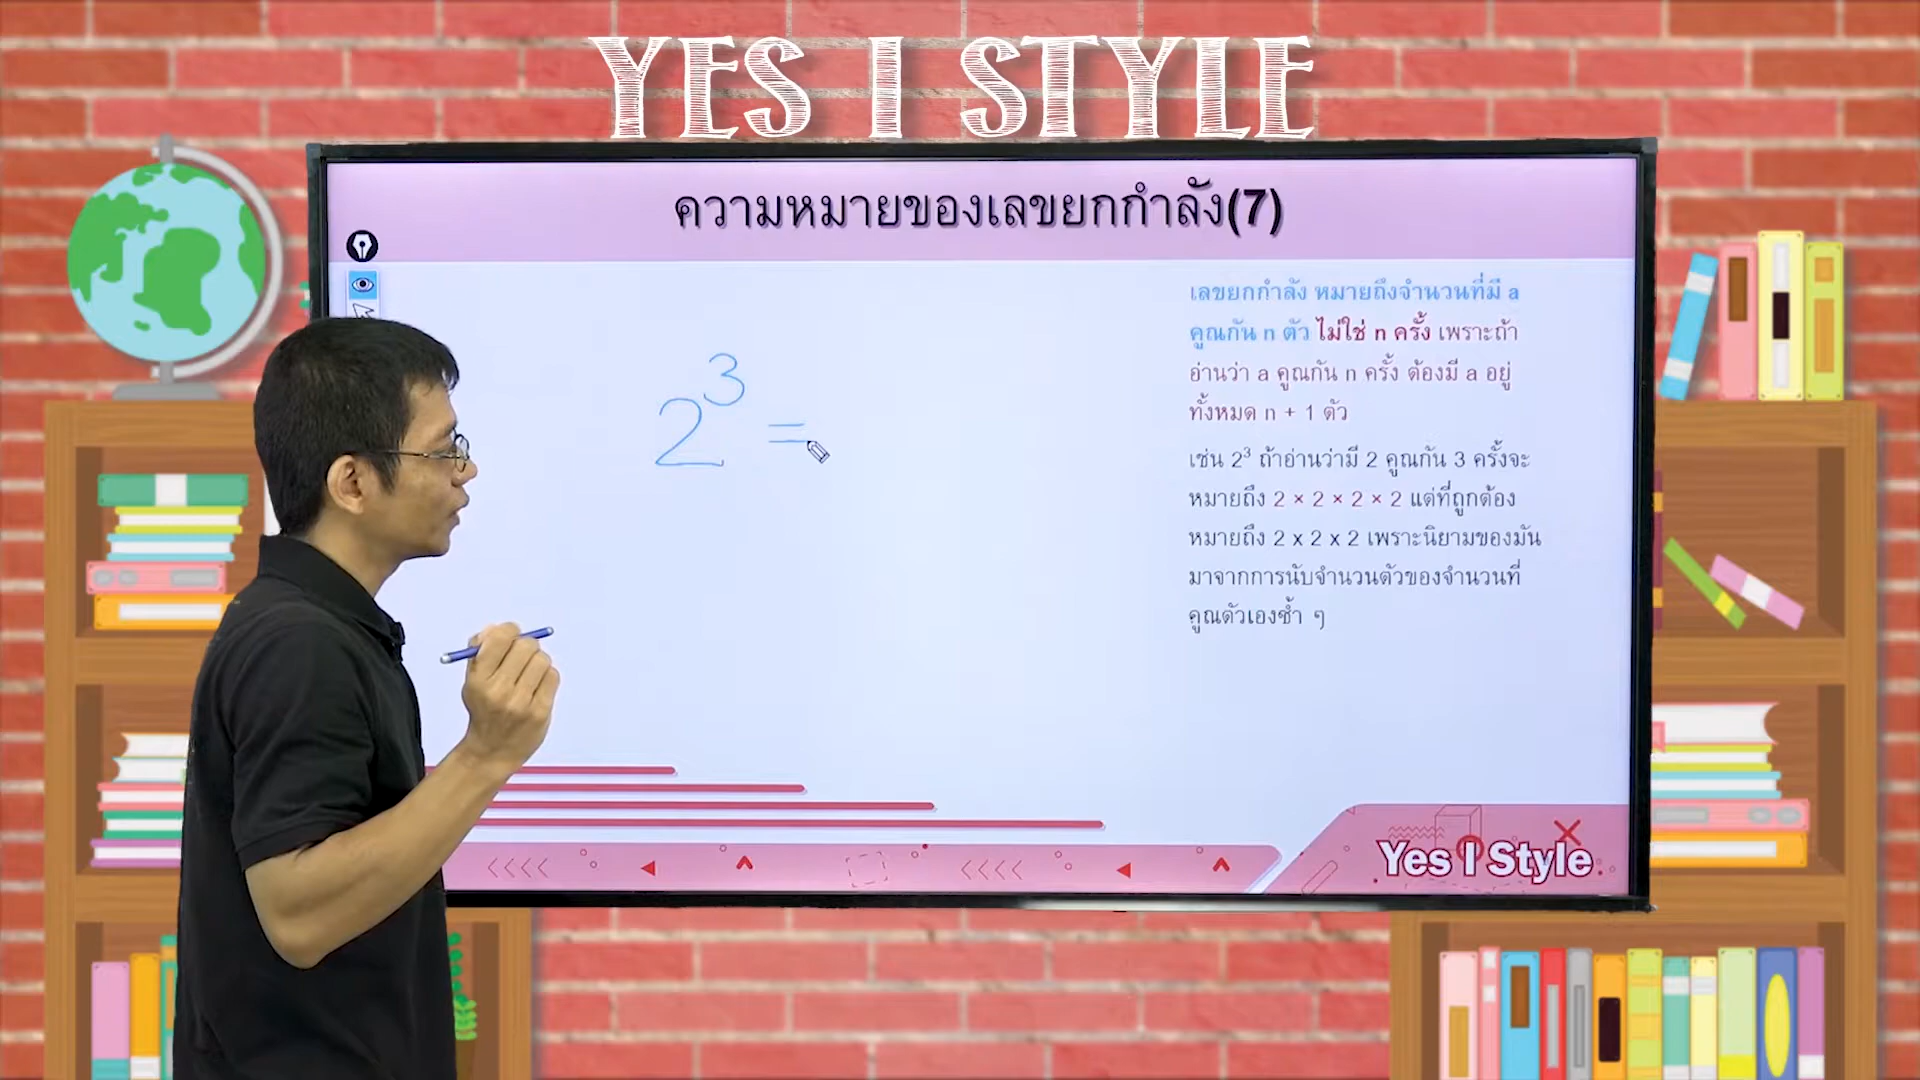 YES I STYLE
ความหมายของเลขยกกำลัง(7)
2³ =
เลขยกกำลัง หมายถึงจำนวนที่มี a
คูณกัน n ตัว ไม่ใช่ n ครั้ง เพราะถ้า
อ่านว่า a คูณกัน n ครั้ง ต้องมี a อยู่
ทั้งหมด n + 1 ตัว
เช่น 2³ ถ้าอ่านว่ามี 2 คูณกัน 3 ครั้งจะ
หมายถึง 2 × 2 × 2 × 2 แต่ที่ถูกต้อง
หมายถึง 2 x 2 x 2 เพราะนิยามของมัน
มาจากการนับจำนวนตัวของจำนวนที่
คูณตัวเองซ้ำ ๆ
Yes I Style